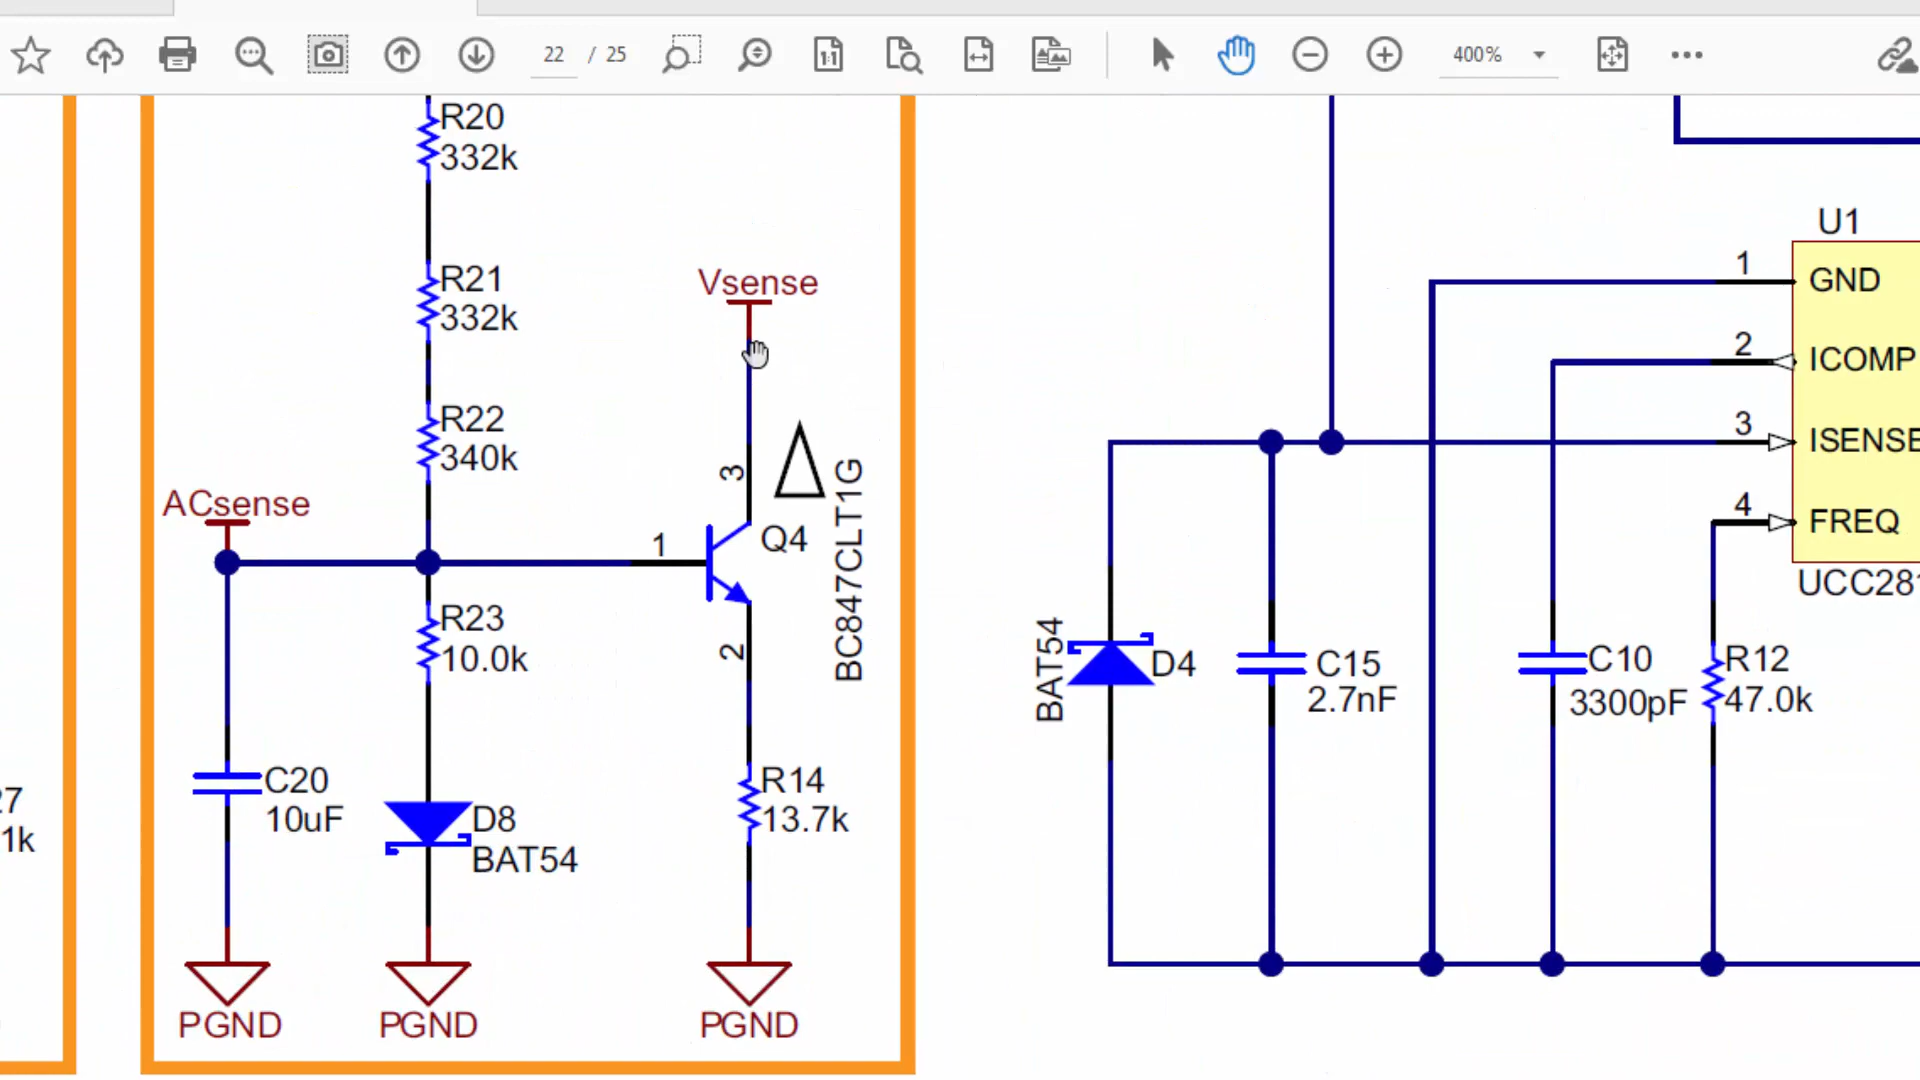 22 / 25
400%
R20
332k
R21
332k
R22
340k
ACsense
Vsense
3
1
Q4
2
BC847CLT1G
R23
10.0k
C20
10uF
D8
BAT54
R14
13.7k
PGND
PGND
PGND
7
1k
U1
1
GND
2
ICOMP
3
ISENSE
4
FREQ
UCC281
BAT54
D4
C15
2.7nF
C10
3300pF
R12
47.0k